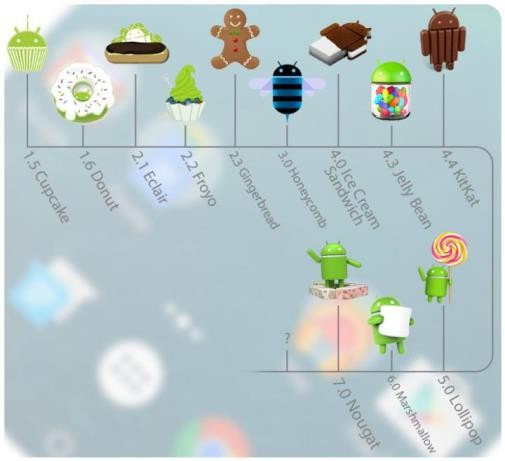 1.5 Cupcake
1.6 Donut
2.1 Eclair
2.2 Froyo
2.3 Gingerbread
3.0 Honeycomb
4.0 Ice Cream
Sandwich
4.3 Jelly Bean
4.4 KitKat
5.0 Lollipop
6.0 Marshmallow
7.0 Nougat
?